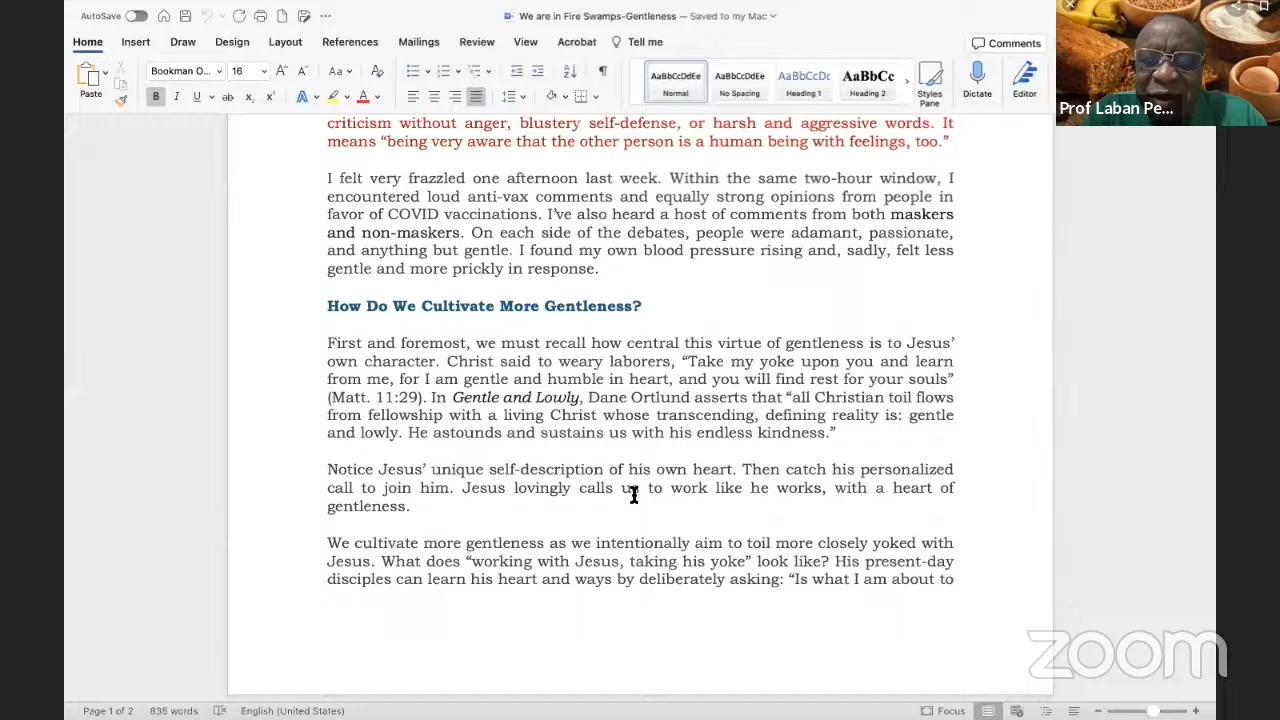 AutoSave
We are in Fire Swamps-Gentleness — Saved to my Mac
Home Insert Draw Design Layout References Mailings Review View Acrobat Tell me
Comments
Paste
Bookman O... 16
Aa
AaBbCcDdEe
Normal
AaBbCcDdEe
No Spacing
AaBbCcDc
Heading 1
AaBbCc
Heading 2
Styles
Pane
Dictate
Editor
Prof Laban Pe...
criticism without anger, blustery self-defense, or harsh and aggressive words. It
means “being very aware that the other person is a human being with feelings, too.”
I felt very frazzled one afternoon last week. Within the same two-hour window, I
encountered loud anti-vax comments and equally strong opinions from people in
favor of COVID vaccinations. I’ve also heard a host of comments from both maskers
and non-maskers. On each side of the debates, people were adamant, passionate,
and anything but gentle. I found my own blood pressure rising and, sadly, felt less
gentle and more prickly in response.
How Do We Cultivate More Gentleness?
First and foremost, we must recall how central this virtue of gentleness is to Jesus’
own character. Christ said to weary laborers, “Take my yoke upon you and learn
from me, for I am gentle and humble in heart, and you will find rest for your souls”
(Matt. 11:29). In Gentle and Lowly, Dane Ortlund asserts that “all Christian toil flows
from fellowship with a living Christ whose transcending, defining reality is: gentle
and lowly. He astounds and sustains us with his endless kindness.”
Notice Jesus’ unique self-description of his own heart. Then catch his personalized
call to join him. Jesus lovingly calls us to work like he works, with a heart of
gentleness.
We cultivate more gentleness as we intentionally aim to toil more closely yoked with
Jesus. What does “working with Jesus, taking his yoke” look like? His present-day
disciples can learn his heart and ways by deliberately asking: “Is what I am about to
zoom
Page 1 of 2 835 words English (United States) Focus